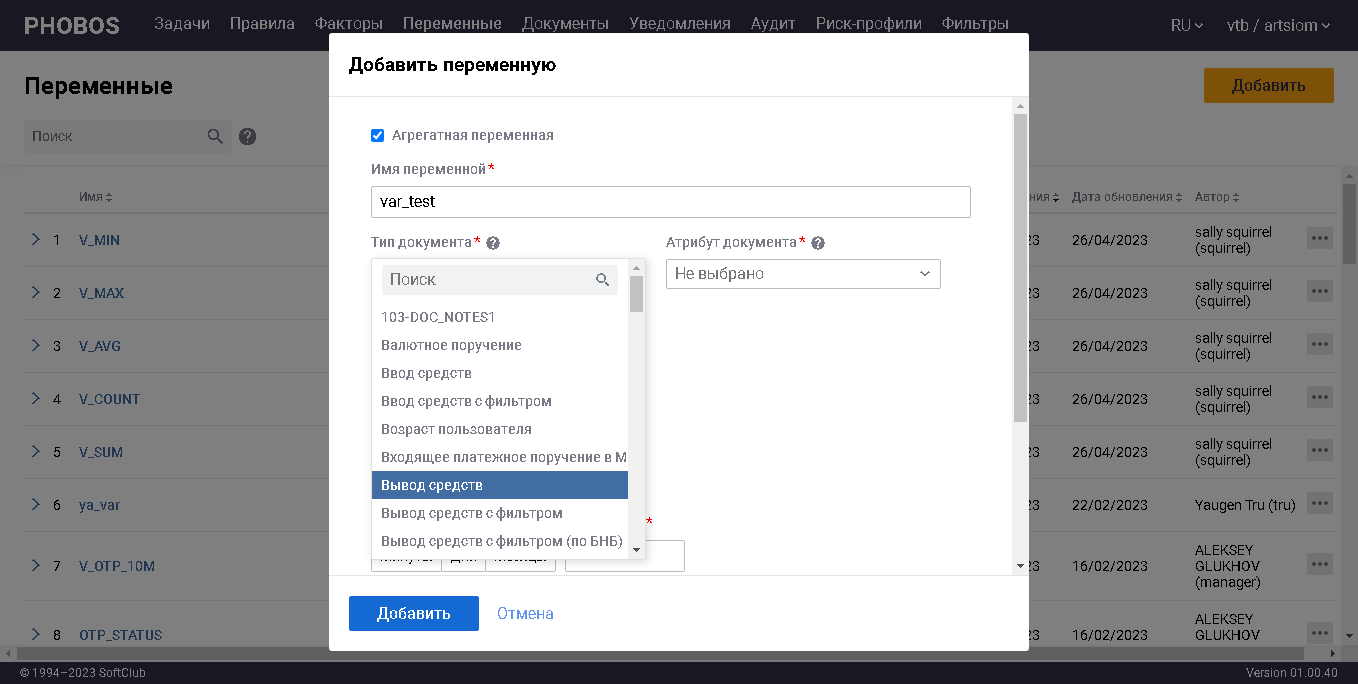 PHOBOS Задачи Правила Факторы Переменные Документы Уведомления Аудит Риск-профили Фильтры RU vtb / artsiom
Добавить переменную
Переменные
Добавить
Поиск
Агрегатная переменная
Имя переменной*
var_test
Имя
Дата обновления Автор
Тип документа* Атрибут документа*
Поиск
Не выбрано
103-DOC_NOTES1
Валютное поручение
Ввод средств
Ввод средств с фильтром
Возраст пользователя
Входящее платежное поручение в М
Вывод средств
Вывод средств с фильтром
Вывод средств с фильтром (по БНБ)
*
1 V_MIN 23 26/04/2023 sally squirrel
(squirrel)
2 V_MAX 23 26/04/2023 sally squirrel
(squirrel)
3 V_AVG 23 26/04/2023 sally squirrel
(squirrel)
4 V_COUNT 23 26/04/2023 sally squirrel
(squirrel)
5 V_SUM 23 26/04/2023 sally squirrel
(squirrel)
6 ya_var 23 22/02/2023 Yaugen Tru (tru)
7 V_OTP_10M 23 16/02/2023 ALEKSEY
GLUKHOV
(manager)
8 OTP_STATUS 23 16/02/2023 ALEKSEY
GLUKHOV
Добавить Отмена
© 1994–2023 SoftClub Version 01.00.40